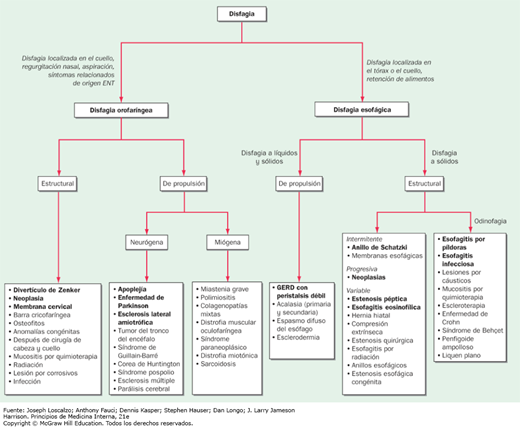 Disfagia
Disfagia localizada en el cuello,
regurgitación nasal, aspiración,
síntomas relacionados
de origen ENT
Disfagia localizada en
el tórax o el cuello,
retención de alimentos
Disfagia orofaríngea
Disfagia esofágica
Disfagia a líquidos
y sólidos
Disfagia
a sólidos
Estructural
De propulsión
De propulsión
Estructural
Odinofagia
Neurógena
Miógena
• Divertículo de Zenker
• Neoplasia
• Membrana cervical
• Barra cricofaríngea
• Osteofitos
• Anomalías congénitas
• Después de cirugía de
cabeza y cuello
• Mucositis por quimioterapia
• Radiación
• Lesión por corrosivos
• Infección
• Apoplejía
• Enfermedad de
Parkinson
• Esclerosis lateral
amiotrófica
• Tumor del tronco
del encéfalo
• Síndrome de
Guillain-Barré
• Corea de Huntington
• Síndrome pospolio
• Esclerosis múltiple
• Parálisis cerebral
• Miastenia grave
• Polimiositis
• Colagenopatías
mixtas
• Distrofia muscular
oculofaríngea
• Síndrome
paraneoplásico
• Distrofia miotónica
• Sarcoidosis
• GERD con
peristalsis débil
• Acalasia (primaria
y secundaria)
• Espasmo difuso del
esófago
• Esclerodermia
Intermitente
• Anillo de Schatzki
• Membranas esofágicas
Progresiva
• Neoplasias
Variable
• Estenosis péptica
• Esofagitis eosinofílica
• Hernia hiatal
• Compresión
extrínseca
• Estenosis quirúrgica
• Esofagitis por
radiación
• Anillos esofágicos
• Estenosis esofágica
congénita
• Esofagitis por
píldoras
• Esofagitis
infecciosa
• Lesiones por
cáusticos
• Mucositis por
quimioterapia
• Escleroterapia
• Enfermedad de
Crohn
• Síndrome de Behçet
• Penfigoide
ampolloso
• Liquen plano
Fuente: Joseph Loscalzo; Anthony Fauci; Dennis Kasper; Stephen Hauser; Dan Longo; J. Larry Jameson
Harrison. Principios de Medicina Interna, 21e
Copyright © McGraw Hill Education. Todos los derechos reservados.